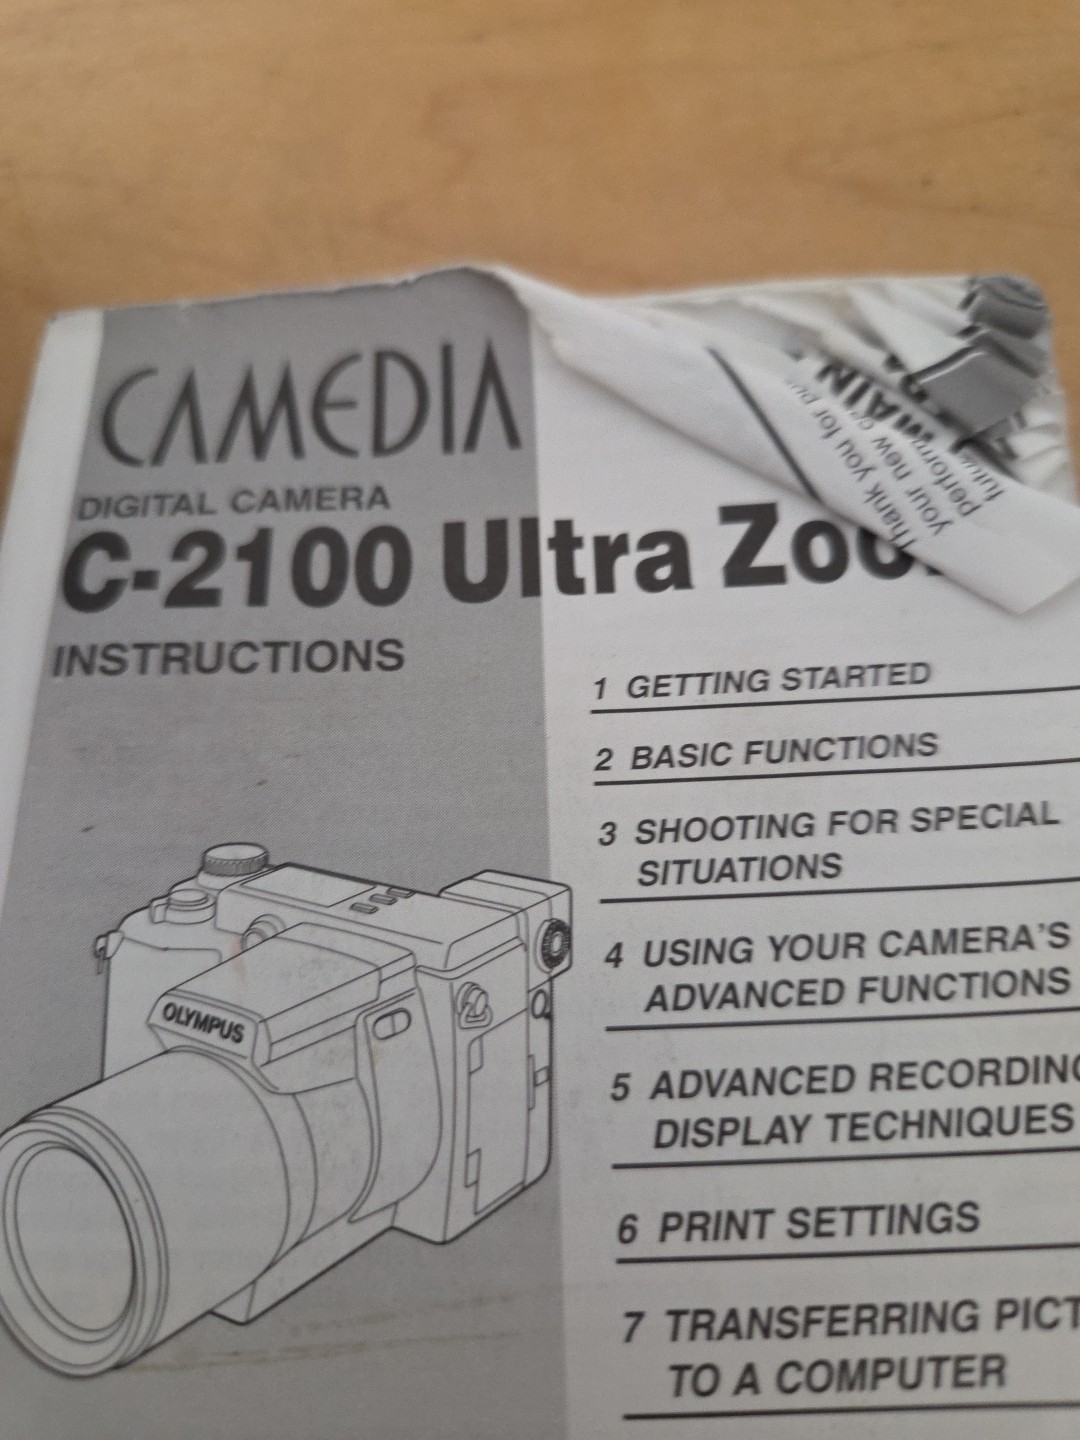 CAMEDIA
DIGITAL CAMERA
C-2100 Ultra Zoo
INSTRUCTIONS
1 GETTING STARTED
2 BASIC FUNCTIONS
3 SHOOTING FOR SPECIAL
SITUATIONS
4 USING YOUR CAMERA'S
ADVANCED FUNCTIONS
5 ADVANCED RECORDING
DISPLAY TECHNIQUES
6 PRINT SETTINGS
7 TRANSFERRING PICT
TO A COMPUTER
OLYMPUS
Thank you for
your new